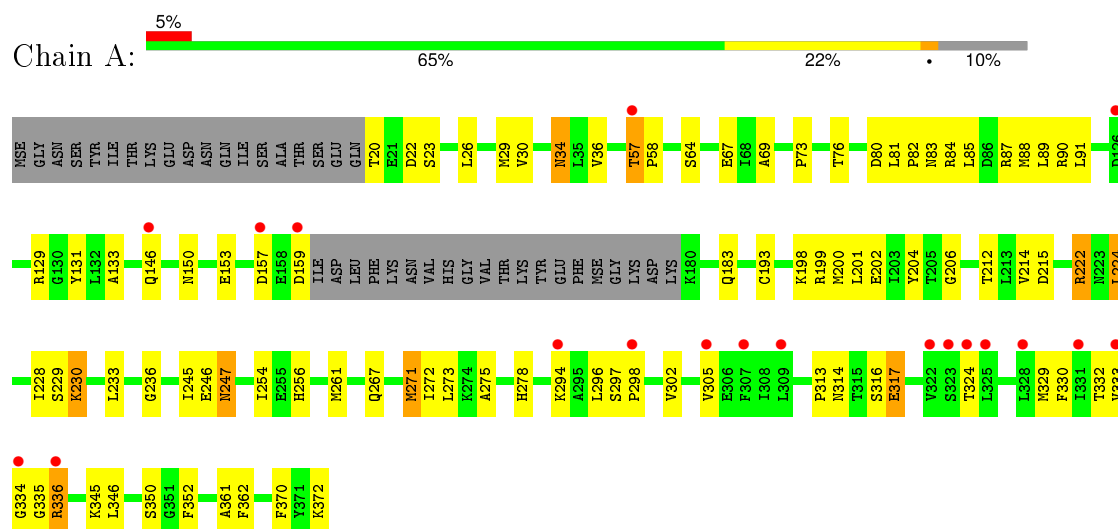 5%
Chain A:
65% 22% • 10%
MSE GLY ASN SER TYR ILE THR LYS GLU ASP ASN GLN ILE SER ALA THR SER GLU GLN T20 E21 D22 S23 L26 M29 V30 N34 L35 V36 T57 P58 S64 E67 I68 A69 P73 T76 D80 L81 P82 N83 R84 L85 D86 R87 M88 L89 R90 L91 D126
R129 G130 Y131 L132 A133 Q146 N150 E153 D157 E158 D159 ILE ASP LEU PHE LYS ASN VAL HIS GLY VAL THR LYS TYR GLU PHE MSE GLY LYS ASP LYS K180 Q183 C193 K198 R199 M200 L201 E202 I203 Y204 T205 G206 T212 L213 V214 D215 R222 N223 L224
I228 S229 K230 L233 G236 I245 E246 N247 I254 E255 H256 M261 Q267 M271 I272 L273 K274 A275 H278 K294 A295 L296 S297 P298 V302 V305 E306 F307 I308 L309 P313 N314 T315 S316 E317 V322 S323 T324 L325 L328 M329 F330 I331 T332 V333
G334 G335 R336 K345 L346 S350 G351 F352 A361 F362 F370 Y371 K372